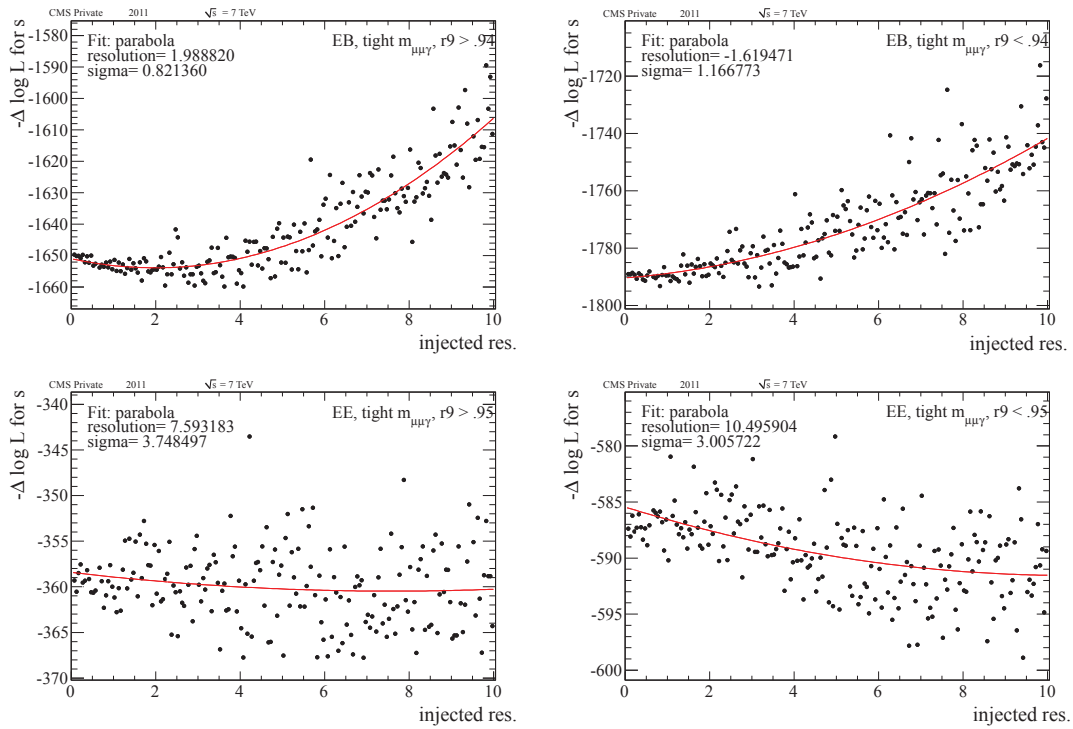 CMS Private 2011 √s = 7 TeV
-Δ log L for s
Fit: parabola EB, tight mμμγ, r9 > .94
resolution= 1.988820
sigma= 0.821360
-1580
-1590
-1600
-1610
-1620
-1630
-1640
-1650
-1660
0 2 4 6 8 10
injected res.
CMS Private 2011 √s = 7 TeV
-Δ log L for s
Fit: parabola EB, tight mμμγ, r9 < .94
resolution= -1.619471
sigma= 1.166773
-1720
-1740
-1760
-1780
-1800
0 2 4 6 8 10
injected res.
CMS Private 2011 √s = 7 TeV
-Δ log L for s
Fit: parabola EE, tight mμμγ, r9 > .95
resolution= 7.593183
sigma= 3.748497
-340
-345
-350
-355
-360
-365
-370
0 2 4 6 8 10
injected res.
CMS Private 2011 √s = 7 TeV
-Δ log L for s
Fit: parabola EE, tight mμμγ, r9 < .95
resolution= 10.495904
sigma= 3.005722
-580
-585
-590
-595
-600
0 2 4 6 8 10
injected res.